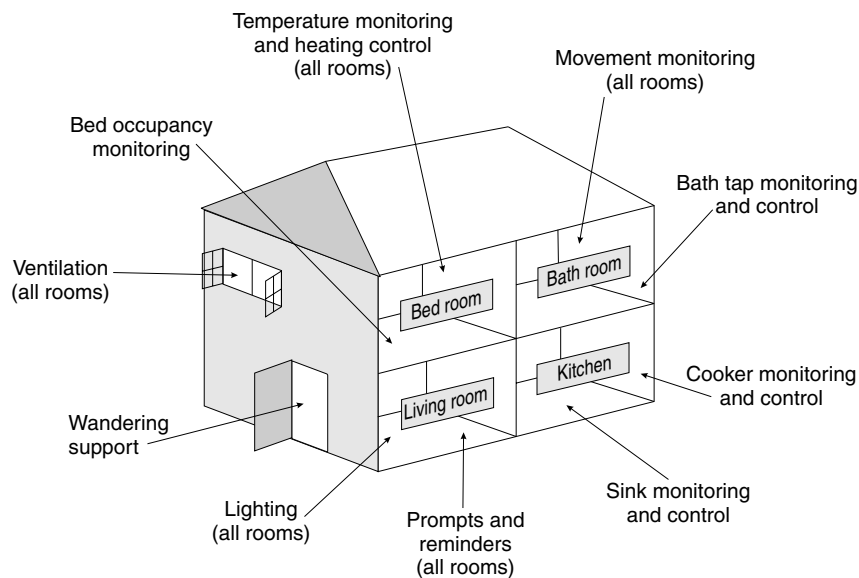 Temperature monitoring
and heating control
(all rooms)
Movement monitoring
(all rooms)
Bed occupancy
monitoring
Bath tap monitoring
and control
Ventilation
(all rooms)
Bed room
Bath room
Living room
Kitchen
Cooker monitoring
and control
Wandering
support
Lighting
(all rooms)
Prompts and
reminders
(all rooms)
Sink monitoring
and control